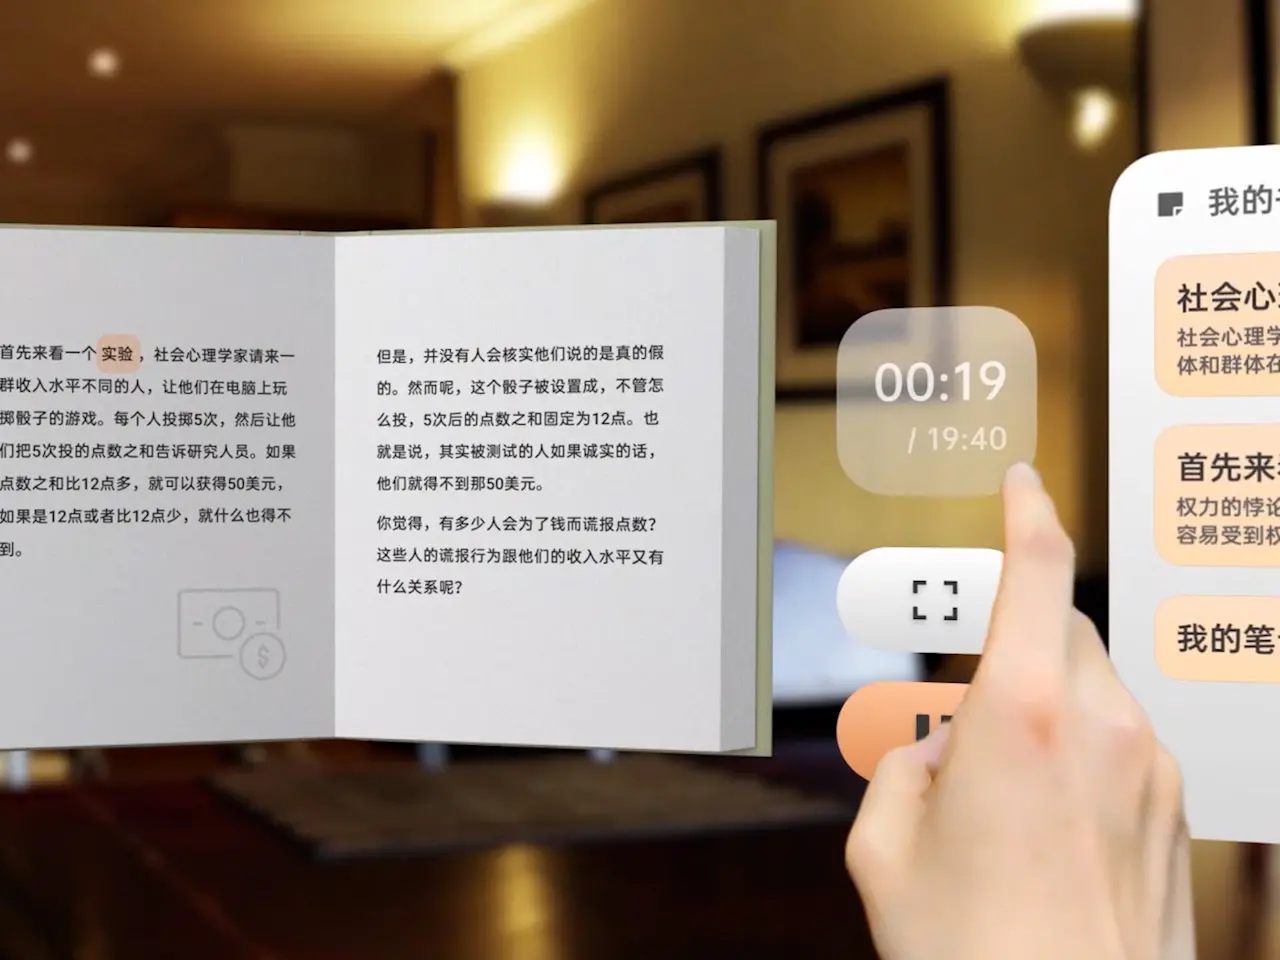 首先来看一个实验，社会心理学家请来一
群收入水平不同的人，让他们在电脑上玩
掷骰子的游戏。每个人投掷5次，然后让他
们把5次投的点数之和告诉研究人员。如果
点数之和比12点多，就可以获得50美元，
如果是12点或者比12点少，就什么也得不
到。
$
但是，并没有人会核实他们说的是真的假
的。然而呢，这个骰子被设置成，不管怎
么投，5次后的点数之和固定为12点。也
就是说，其实被测试的人如果诚实的话，
他们就得不到那50美元。
你觉得，有多少人会为了钱而谎报点数？
这些人的谎报行为跟他们的收入水平又有
什么关系呢？
00:19
/ 19:40
我的
社会心理
社会心理学
体和群体在
首先来看
权力的悖论
容易受到权
我的笔